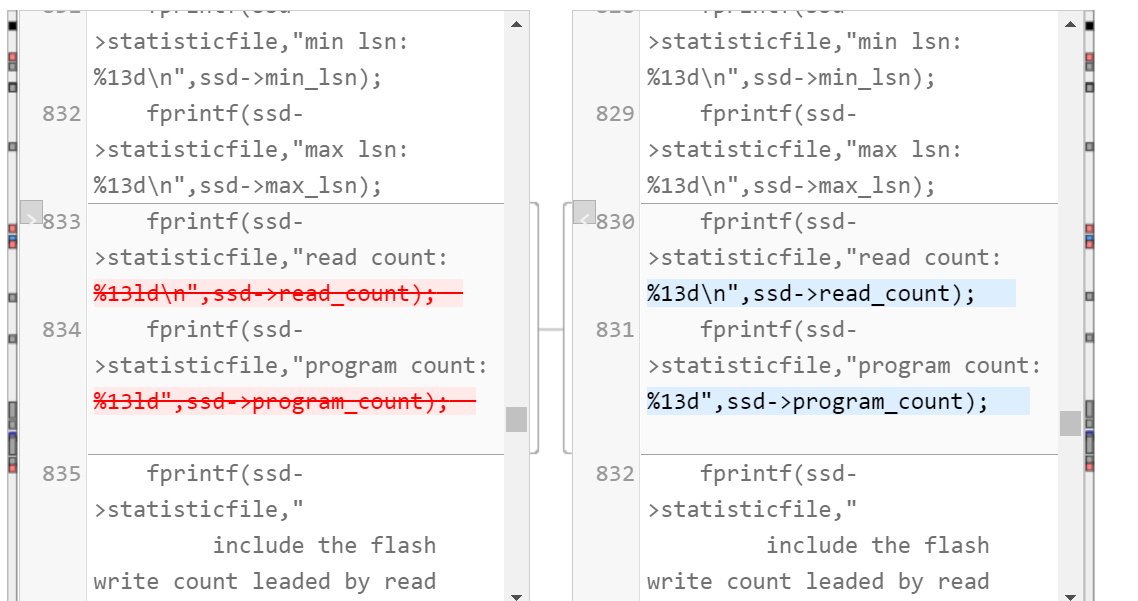 >statisticfile,"min lsn:
%13d\n",ssd->min_lsn);
832 fprintf(ssd-
>statisticfile,"max lsn:
%13d\n",ssd->max_lsn);
833 fprintf(ssd-
>statisticfile,"read count:
%13ld\n",ssd->read_count);
834 fprintf(ssd-
>statisticfile,"program count:
%13ld",ssd->program_count);
835 fprintf(ssd-
>statisticfile,"
include the flash
write count leaded by read
>statisticfile,"min lsn:
%13d\n",ssd->min_lsn);
829 fprintf(ssd-
>statisticfile,"max lsn:
%13d\n",ssd->max_lsn);
830 fprintf(ssd-
>statisticfile,"read count:
%13d\n",ssd->read_count);
831 fprintf(ssd-
>statisticfile,"program count:
%13d",ssd->program_count);
832 fprintf(ssd-
>statisticfile,"
include the flash
write count leaded by read